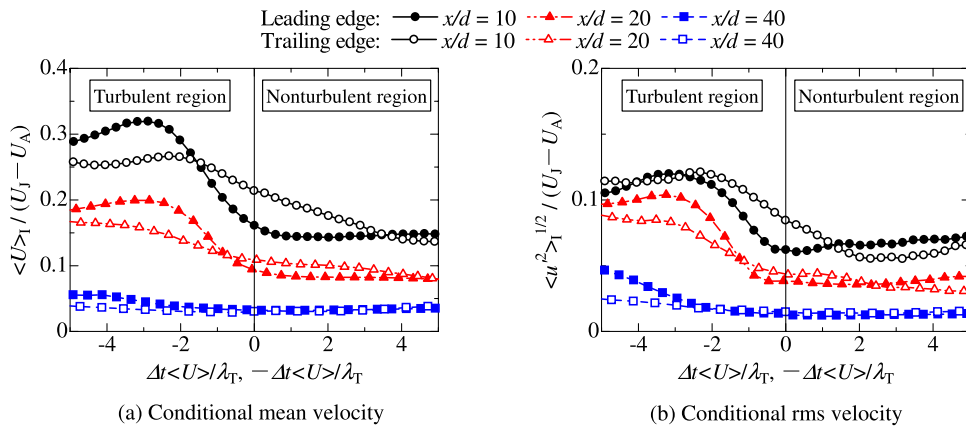 Leading edge: x/d = 10 x/d = 20 x/d = 40
Trailing edge: x/d = 10 x/d = 20 x/d = 40
0.4
0.3
0.2
0.1
0
<U>I / (UJ−UA)
Turbulent region
Nonturbulent region
-4 -2 0 2 4
Δt<U>/λT, −Δt<U>/λT
(a) Conditional mean velocity
0.2
0.1
0
<u²>I^1/2 / (UJ−UA)
Turbulent region
Nonturbulent region
-4 -2 0 2 4
Δt<U>/λT, −Δt<U>/λT
(b) Conditional rms velocity